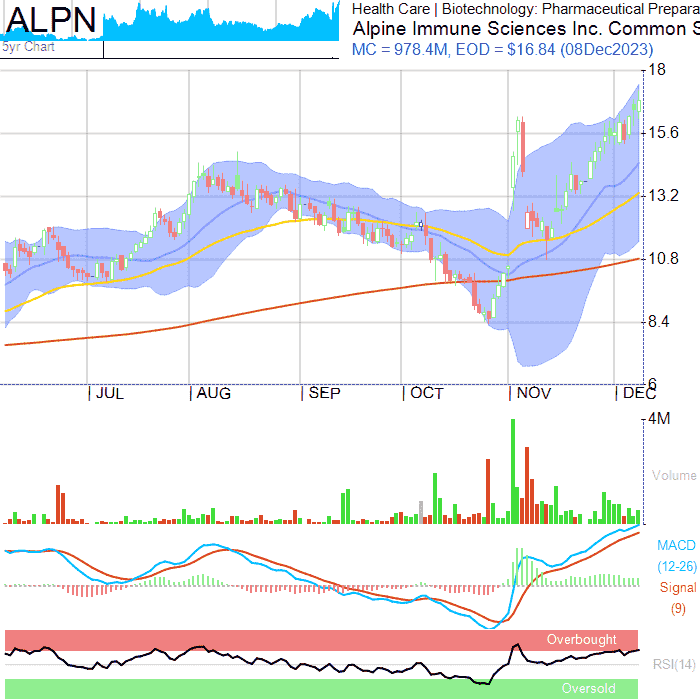 ALPN
5yr Chart
Health Care | Biotechnology: Pharmaceutical Prepara
Alpine Immune Sciences Inc. Common S
MC = 978.4M, EOD = $16.84 (08Dec2023)
18
15.6
13.2
10.8
8.4
6
JUL AUG SEP OCT NOV DEC
4M
Volume
MACD
(12-26)
Signal
(9)
Overbought
RSI(14)
Oversold